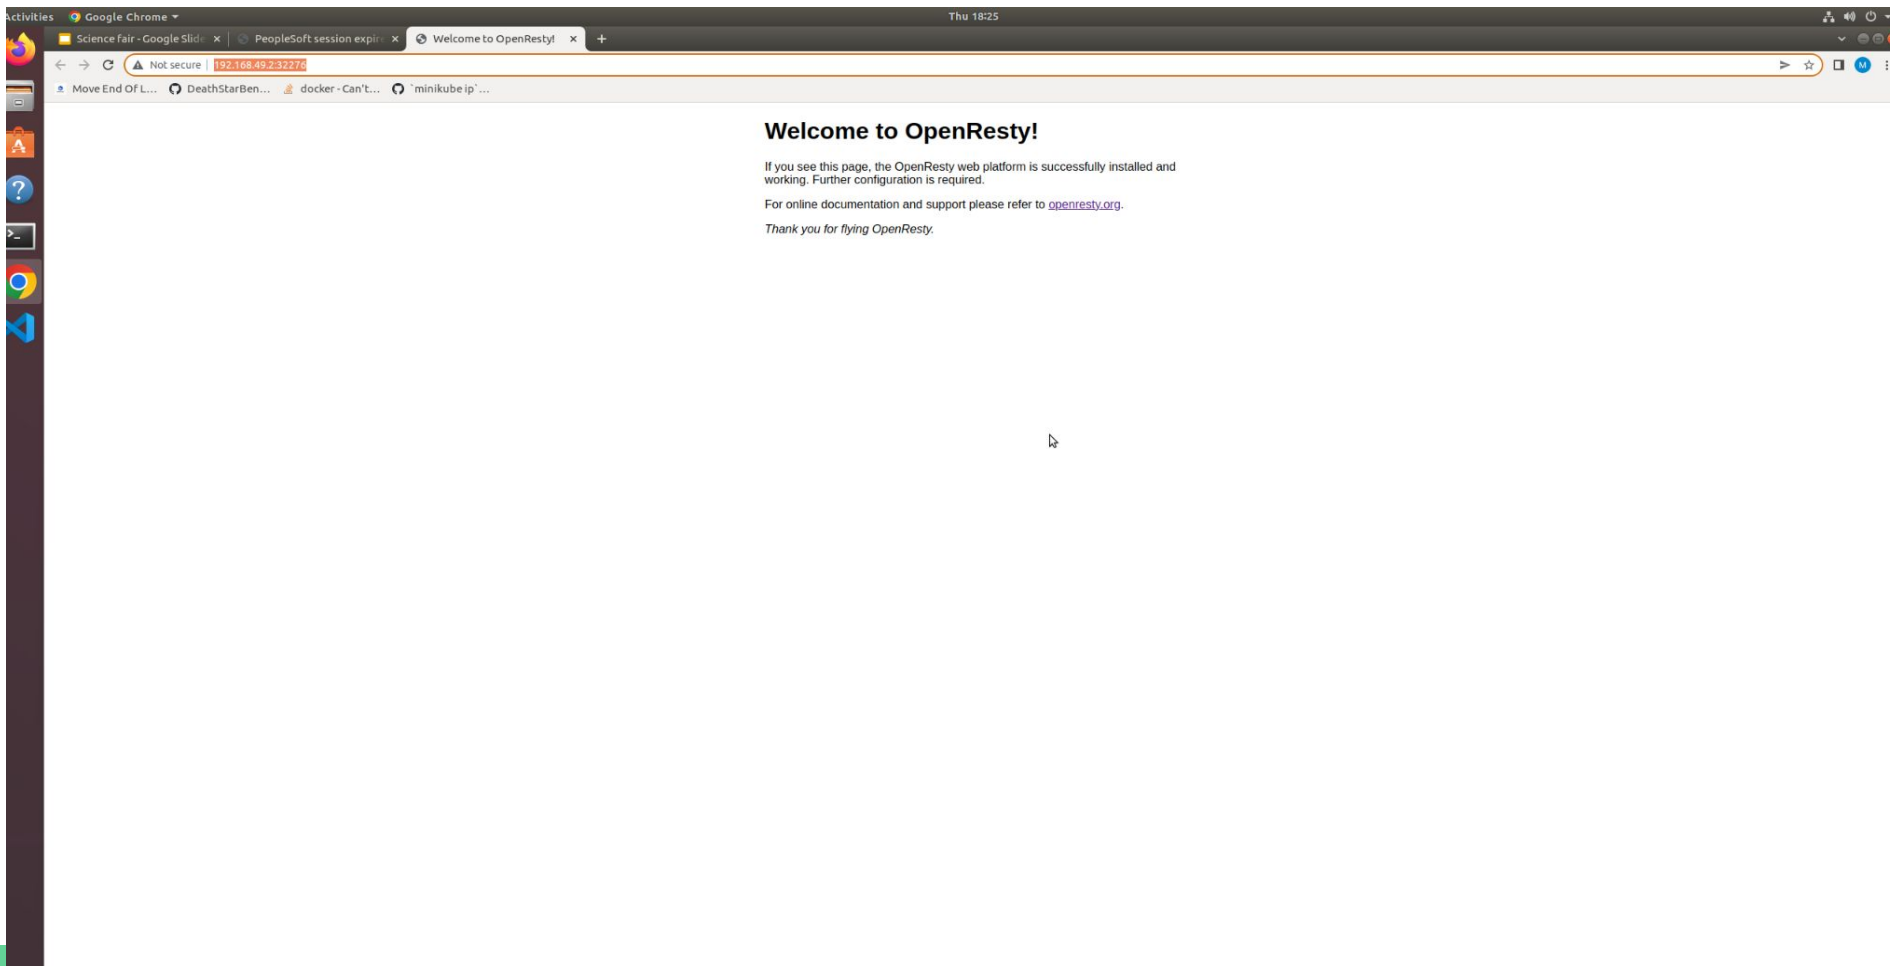 Activities Google Chrome Thu 18:25
Science fair - Google Slide PeopleSoft session expire Welcome to OpenResty!
Not secure | 192.168.49.2:32276 M
Move End Of L... DeathStarBen... docker - Can't... `minikube ip`...
Welcome to OpenResty!
If you see this page, the OpenResty web platform is successfully installed and
working. Further configuration is required.
For online documentation and support please refer to openresty.org.
Thank you for flying OpenResty.